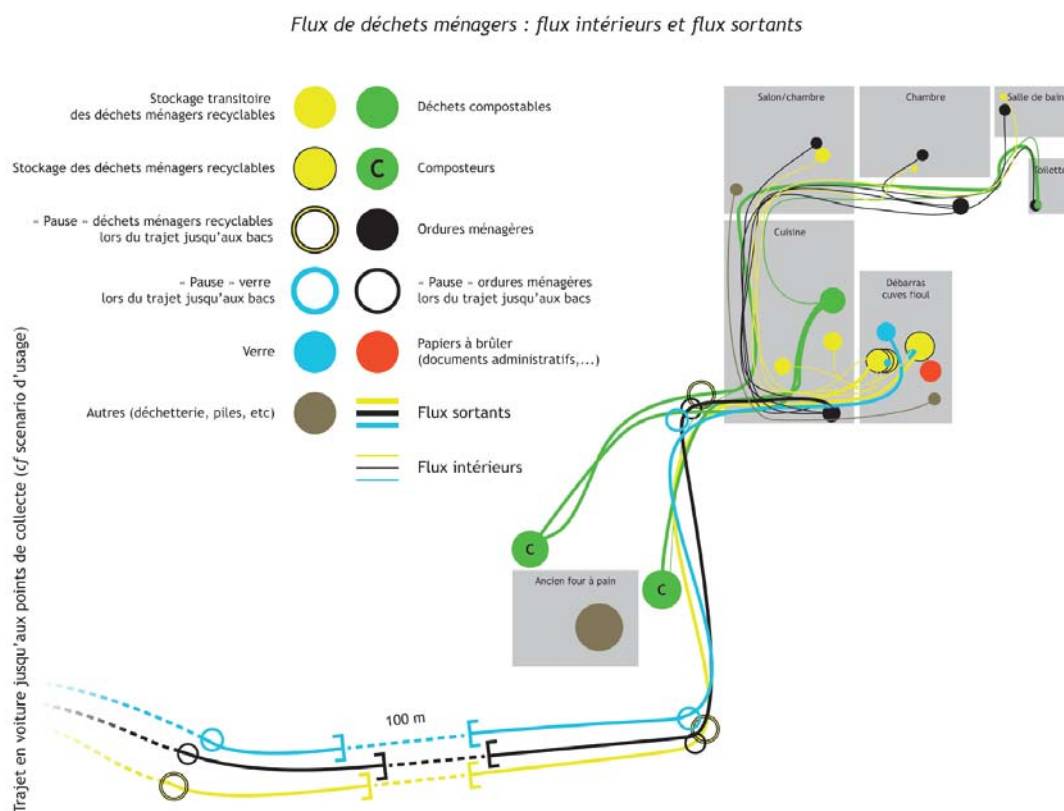 Flux de déchets ménagers : flux intérieurs et flux sortants
Stockage transitoire
des déchets ménagers recyclables
Déchets compostables
Stockage des déchets ménagers recyclables
C
Composteurs
« Pause » déchets ménagers recyclables
lors du trajet jusqu'aux bacs
Ordures ménagères
« Pause » verre
lors du trajet jusqu'aux bacs
« Pause » ordures ménagères
lors du trajet jusqu'aux bacs
Verre
Papiers à brûler
(documents administratifs,...)
Autres (déchetterie, piles, etc)
Flux sortants
Flux intérieurs
Salon/chambre
Chambre
Salle de bain
Toilette
Cuisine
Débarras
cuves fioul
C
C
Ancien four à pain
100 m
Trajet en voiture jusqu'aux points de collecte (cf scenario d'usage)